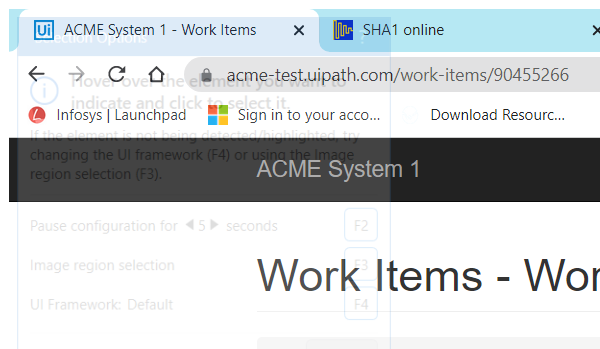 Ui ACME System 1 - Work Items × SHA1 online ×
Selection Options
acme-test.uipath.com/work-items/90455266
Hover over the element you want to
indicate and click to select it.
Infosys | Launchpad Sign in to your acco... Download Resourc...
If the element is not being detected/highlighted, try
changing the UI framework (F4) or using the Image
region selection (F3).
ACME System 1
Pause configuration for 5 seconds F2
Image region selection F3
Work Items - Wor
UI Framework: Default F4